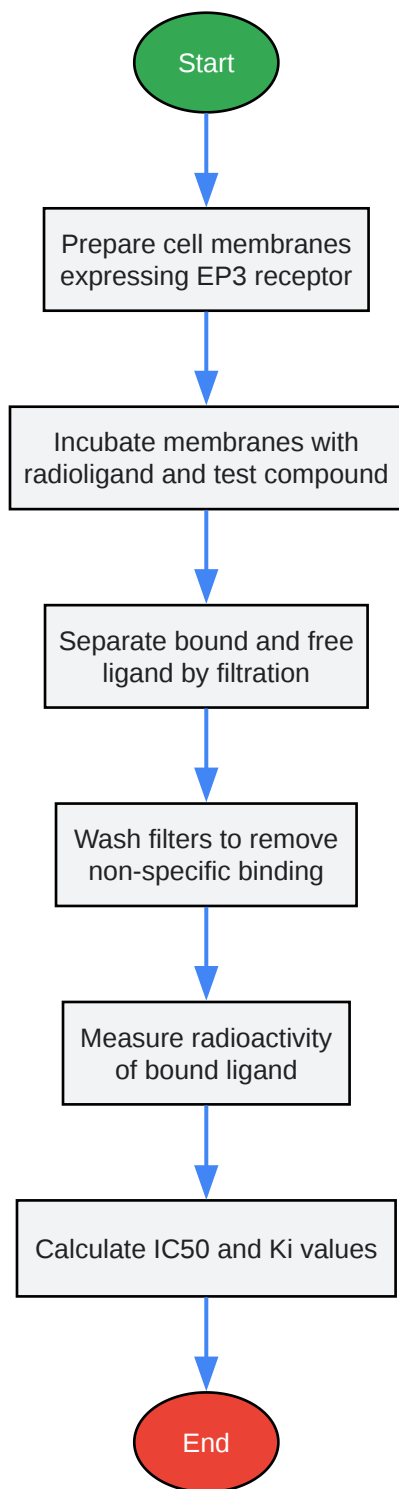 Start
Prepare cell membranes
expressing EP3 receptor
Incubate membranes with
radioligand and test compound
Separate bound and free
ligand by filtration
Wash filters to remove
non-specific binding
Measure radioactivity
of bound ligand
Calculate IC50 and Ki values
End